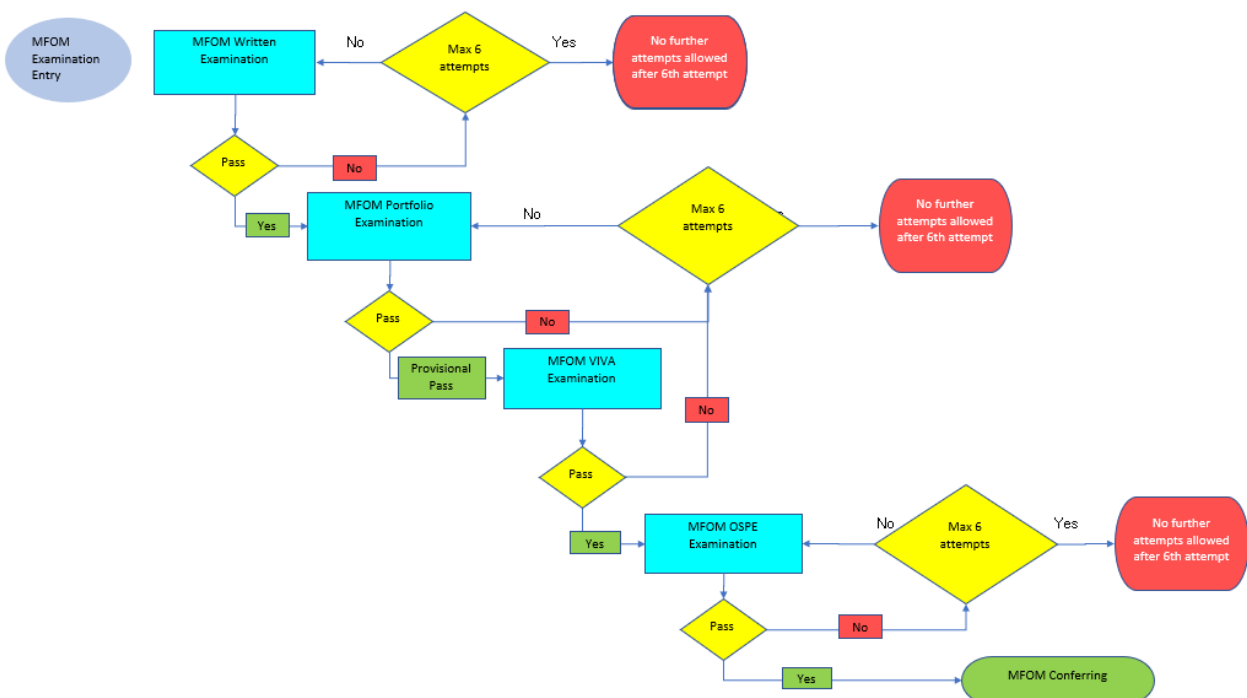 MFOM
Examination
Entry
MFOM Written
Examination
No
Max 6
attempts
Yes
No further
attempts allowed
after 6th attempt
Pass
No
Yes
MFOM Portfolio
Examination
No
Max 6
attempts
No further
attempts allowed
after 6th attempt
Pass
No
Provisional
Pass
MFOM VIVA
Examination
No
Pass
Yes
MFOM OSPE
Examination
No
Max 6
attempts
Yes
No further
attempts allowed
after 6th attempt
Pass
No
Yes
MFOM Conferring